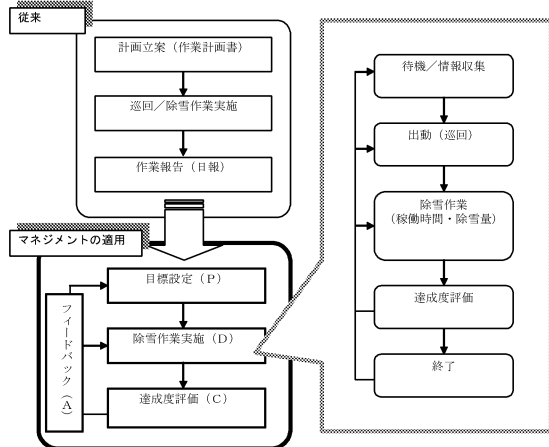 従来
計画立案（作業計画書）
巡回／除雪作業実施
作業報告（日報）
マネジメントの適用
目標設定（P）
除雪作業実施（D）
達成度評価（C）
フィードバック（A）
待機／情報収集
出動（巡回）
除雪作業
（稼働時間・除雪量）
達成度評価
終了